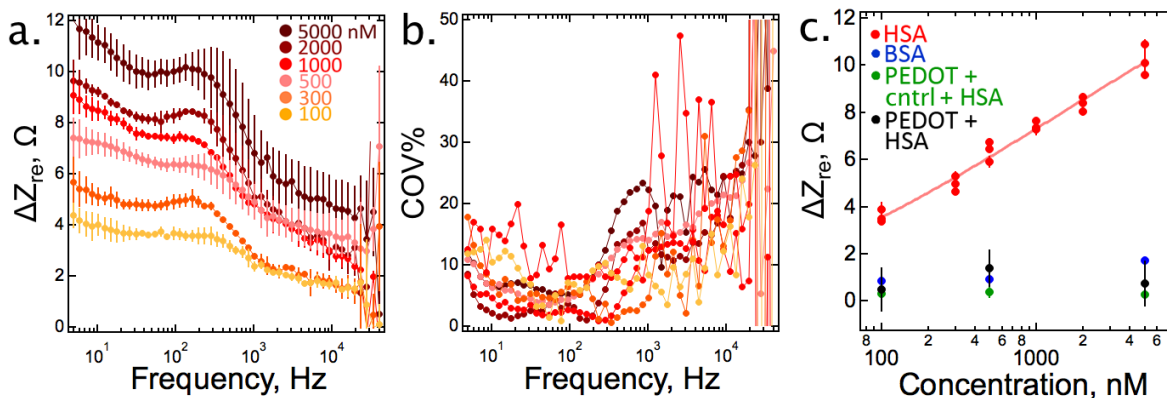 a.
ΔZre, Ω
12
10
8
6
4
2
0
5000 nM
2000
1000
500
300
100
10¹
10²
10³
10⁴
Frequency, Hz
b.
COV%
50
40
30
20
10
0
10¹
10²
10³
10⁴
Frequency, Hz
c.
ΔZre, Ω
12
10
8
6
4
2
0
HSA
BSA
PEDOT +
cntrl + HSA
PEDOT +
HSA
8
2
4
6
8
2
4
6
100
1000
Concentration, nM